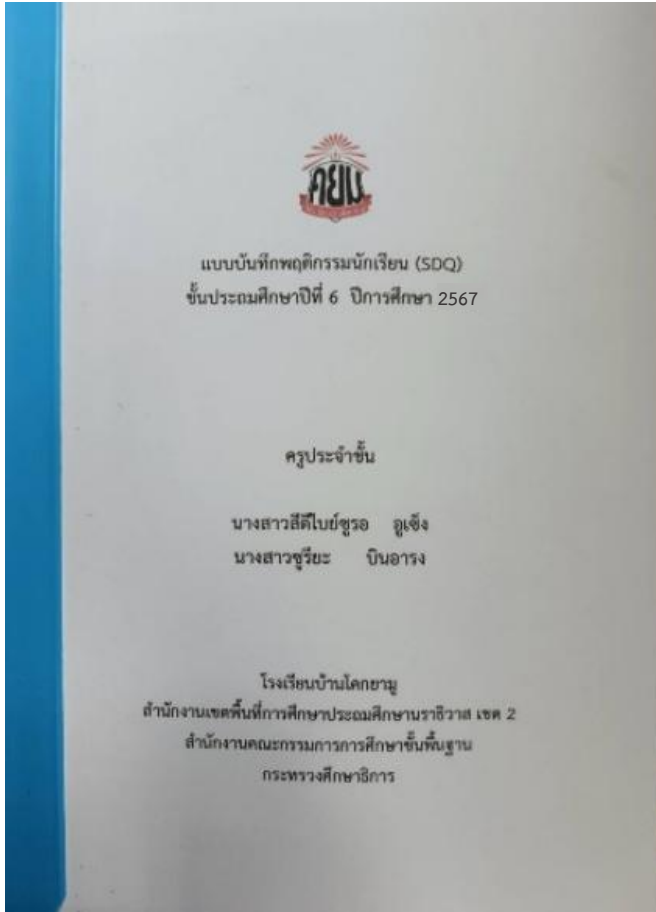 คยม
แบบบันทึกพฤติกรรมนักเรียน (SDQ)
ชั้นประถมศึกษาปีที่ 6 ปีการศึกษา 2567
ครูประจำชั้น
นางสาวสีตีไบย์ซูรอ อูเซ็ง
นางสาวซูรียะ บินอารง
โรงเรียนบ้านโคกยามู
สำนักงานเขตพื้นที่การศึกษาประถมศึกษานราธิวาส เขต 2
สำนักงานคณะกรรมการการศึกษาขั้นพื้นฐาน
กระทรวงศึกษาธิการ